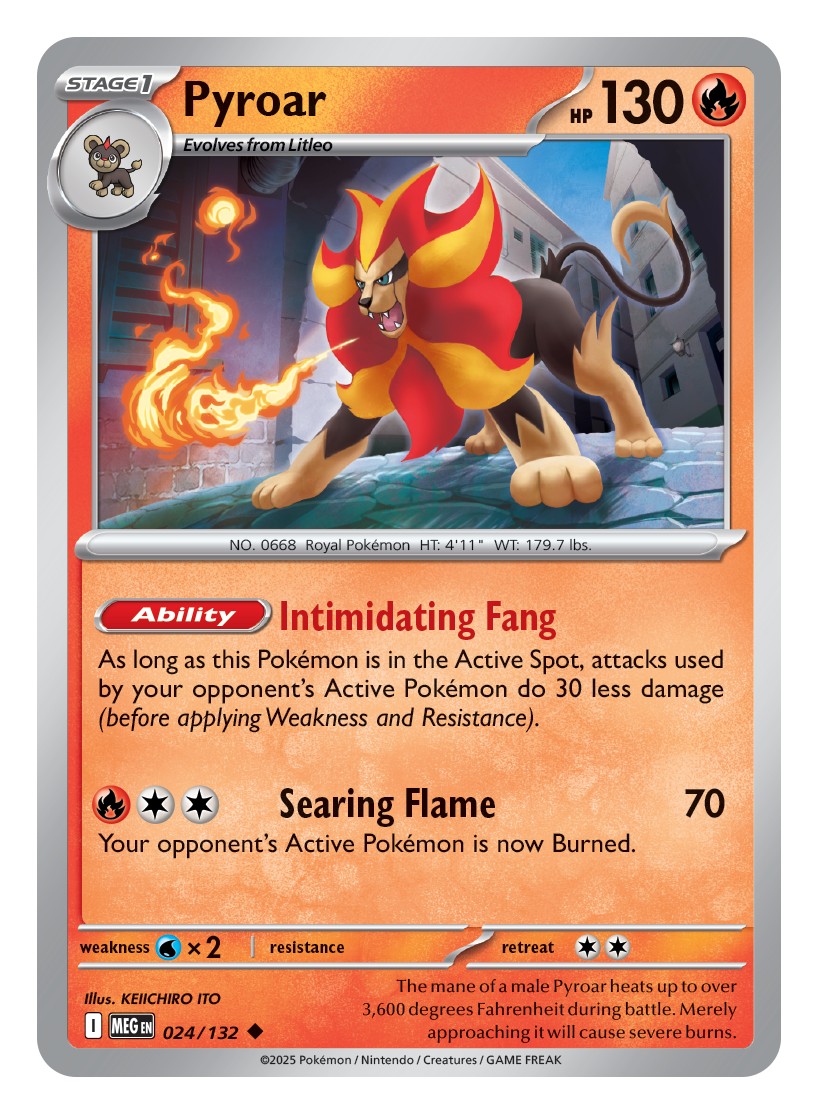 STAGE1
Pyroar
HP 130
Evolves from Litleo
NO. 0668 Royal Pokémon HT: 4'11" WT: 179.7 lbs.
Ability Intimidating Fang
As long as this Pokémon is in the Active Spot, attacks used
by your opponent's Active Pokémon do 30 less damage
(before applying Weakness and Resistance).
Searing Flame 70
Your opponent's Active Pokémon is now Burned.
weakness ×2 resistance retreat
Illus. KEIICHIRO ITO
The mane of a male Pyroar heats up to over
3,600 degrees Fahrenheit during battle. Merely
approaching it will cause severe burns.
I MEG EN 024/132
©2025 Pokémon / Nintendo / Creatures / GAME FREAK